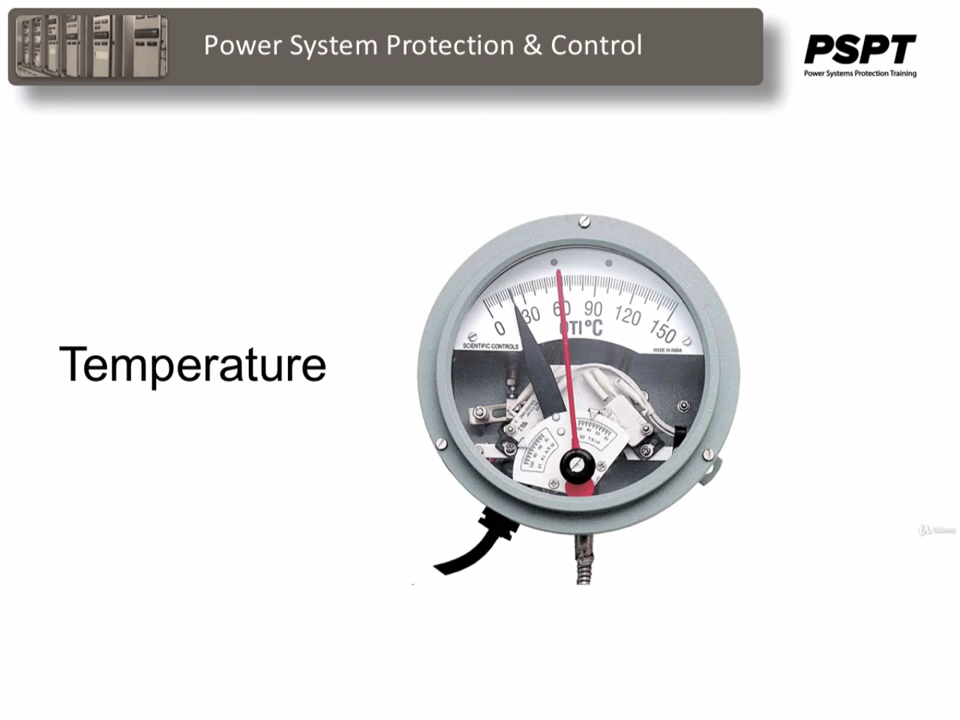 Power System Protection & Control
PSPT
Power Systems Protection Training
Temperature
0 30 60 90 120 150
OTI °C
SCIENTIFIC CONTROLS
MADE IN INDIA
TRIP